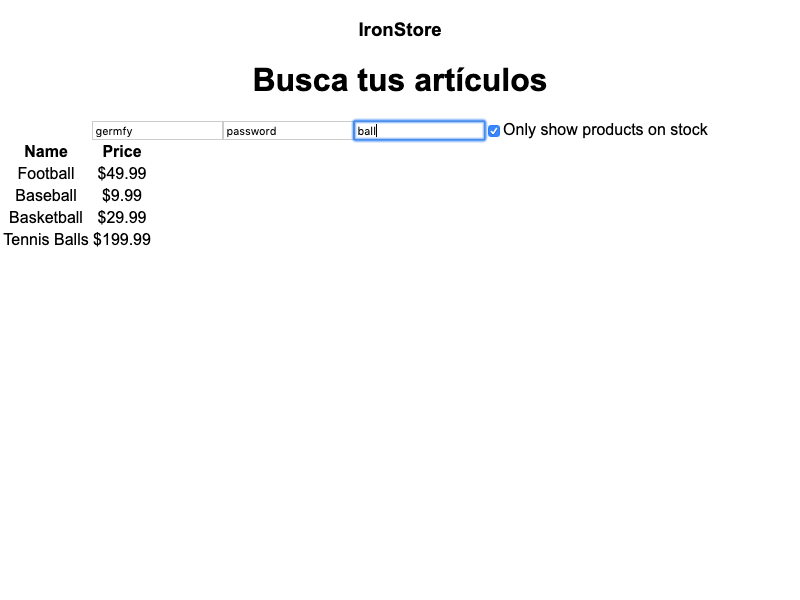 IronStore
Busca tus artículos
germfy password ball Only show products on stock
Name Price
Football $49.99
Baseball $9.99
Basketball $29.99
Tennis Balls $199.99